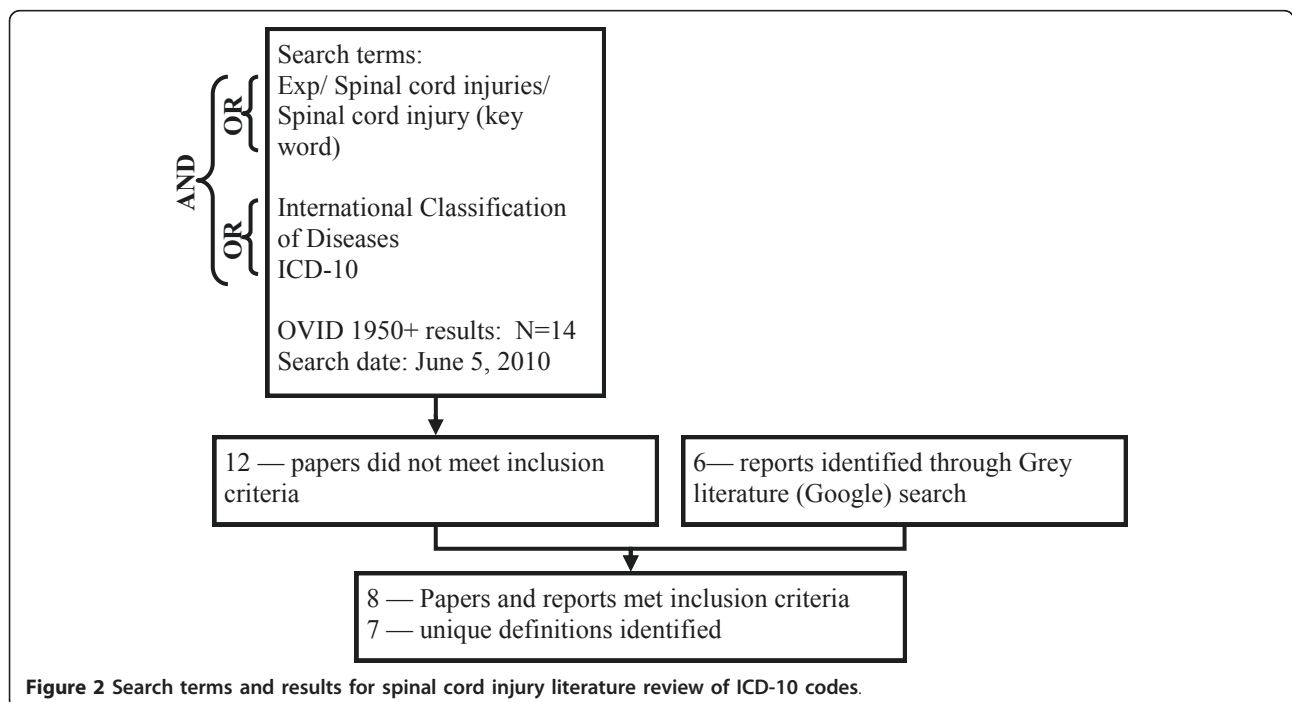 Search terms:
Exp/ Spinal cord injuries/
Spinal cord injury (key
word)
OR
AND
International Classification
of Diseases
ICD-10
OR
OVID 1950+ results: N=14
Search date: June 5, 2010
12 — papers did not meet inclusion
criteria
6— reports identified through Grey
literature (Google) search
8 — Papers and reports met inclusion criteria
7 — unique definitions identified
Figure 2 Search terms and results for spinal cord injury literature review of ICD-10 codes.